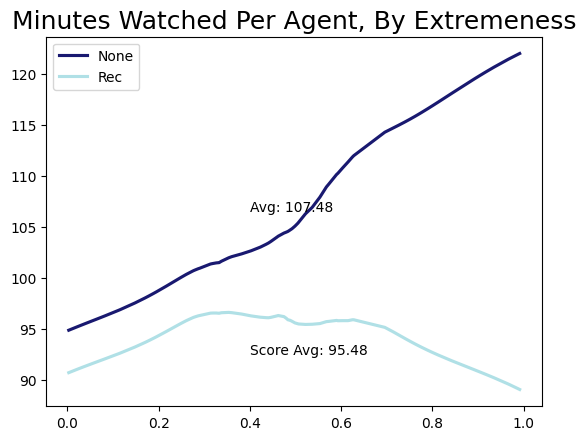 Minutes Watched Per Agent, By Extremeness
None
Rec
120
115
110
105
100
95
90
Avg: 107.48
Score Avg: 95.48
0.0 0.2 0.4 0.6 0.8 1.0